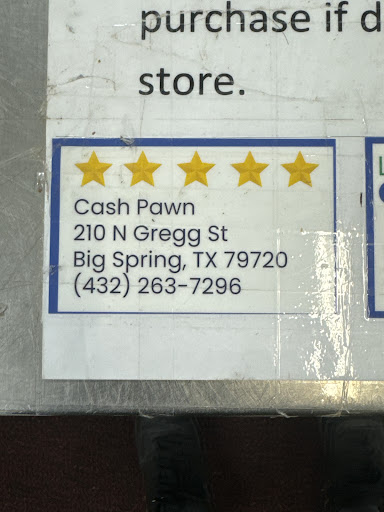 purchase if d
store.
Cash Pawn
210 N Gregg St
Big Spring, TX 79720
(432) 263-7296
L